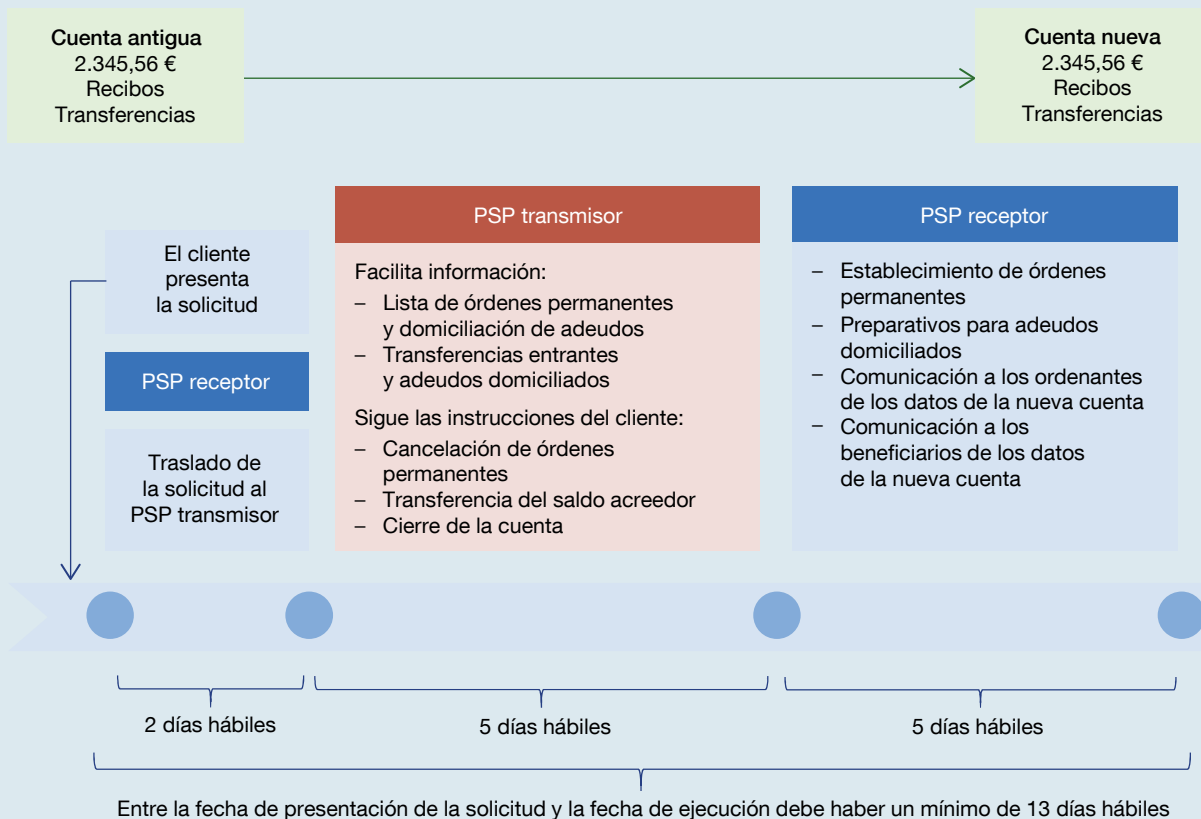 Cuenta antigua
2.345,56 €
Recibos
Transferencias
Cuenta nueva
2.345,56 €
Recibos
Transferencias
El cliente
presenta
la solicitud
PSP receptor
Traslado de
la solicitud al
PSP transmisor
PSP transmisor
Facilita información:
– Lista de órdenes permanentes
y domiciliación de adeudos
– Transferencias entrantes
y adeudos domiciliados
Sigue las instrucciones del cliente:
– Cancelación de órdenes
permanentes
– Transferencia del saldo acreedor
– Cierre de la cuenta
PSP receptor
– Establecimiento de órdenes
permanentes
– Preparativos para adeudos
domiciliados
– Comunicación a los ordenantes
de los datos de la nueva cuenta
– Comunicación a los
beneficiarios de los datos
de la nueva cuenta
2 días hábiles
5 días hábiles
5 días hábiles
Entre la fecha de presentación de la solicitud y la fecha de ejecución debe haber un mínimo de 13 días hábiles